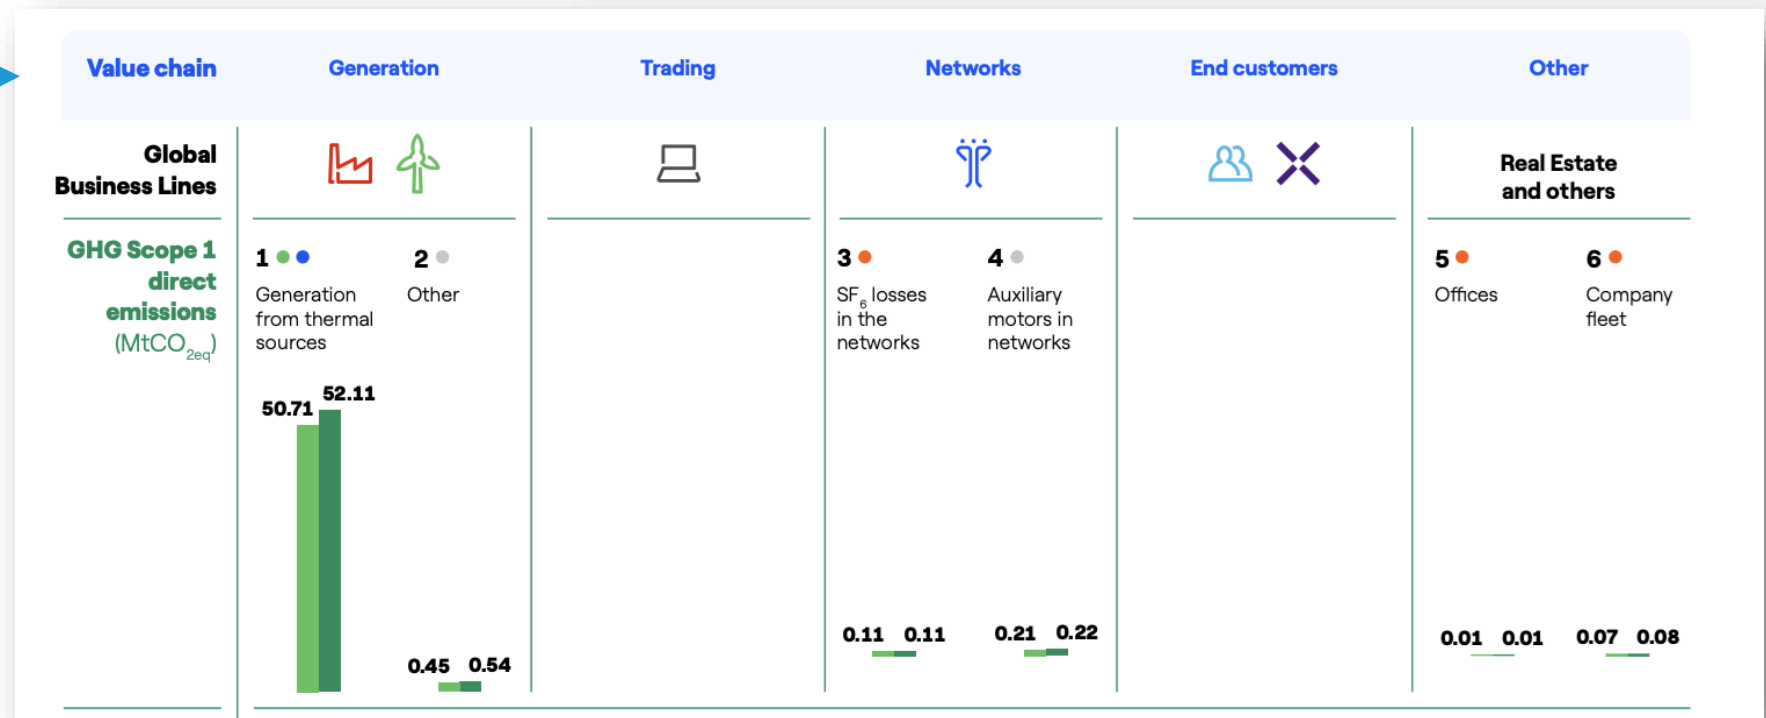 Value chain
Generation
Trading
Networks
End customers
Other
Global
Business Lines
Real Estate
and others
GHG Scope 1
direct
emissions
(MtCO2eq)
1
Generation
from thermal
sources
50.71 52.11
2
Other
0.45 0.54
3
SF6 losses
in the
networks
0.11 0.11
4
Auxiliary
motors in
networks
0.21 0.22
5
Offices
0.01 0.01
6
Company
fleet
0.07 0.08